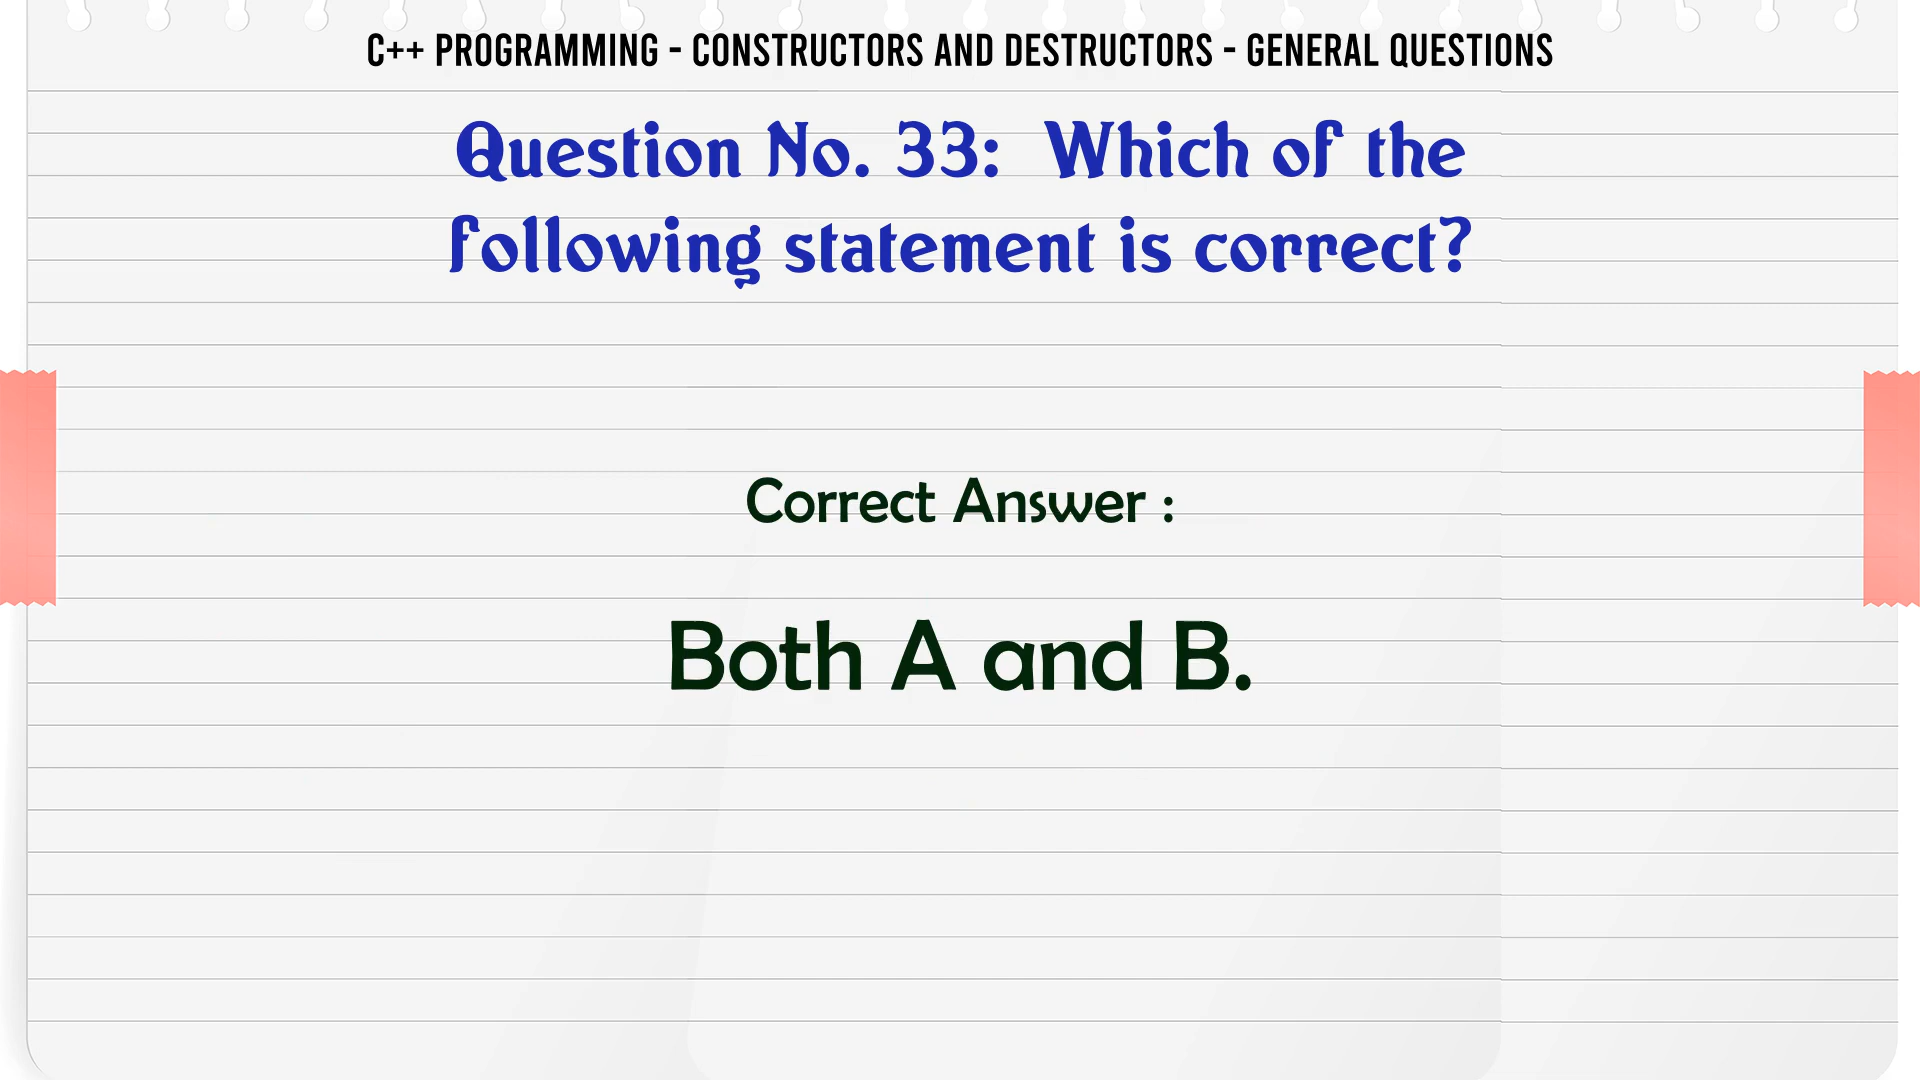 C++ PROGRAMMING - CONSTRUCTORS AND DESTRUCTORS - GENERAL QUESTIONS
Question No. 33: Which of the
following statement is correct?
Correct Answer :
Both A and B.